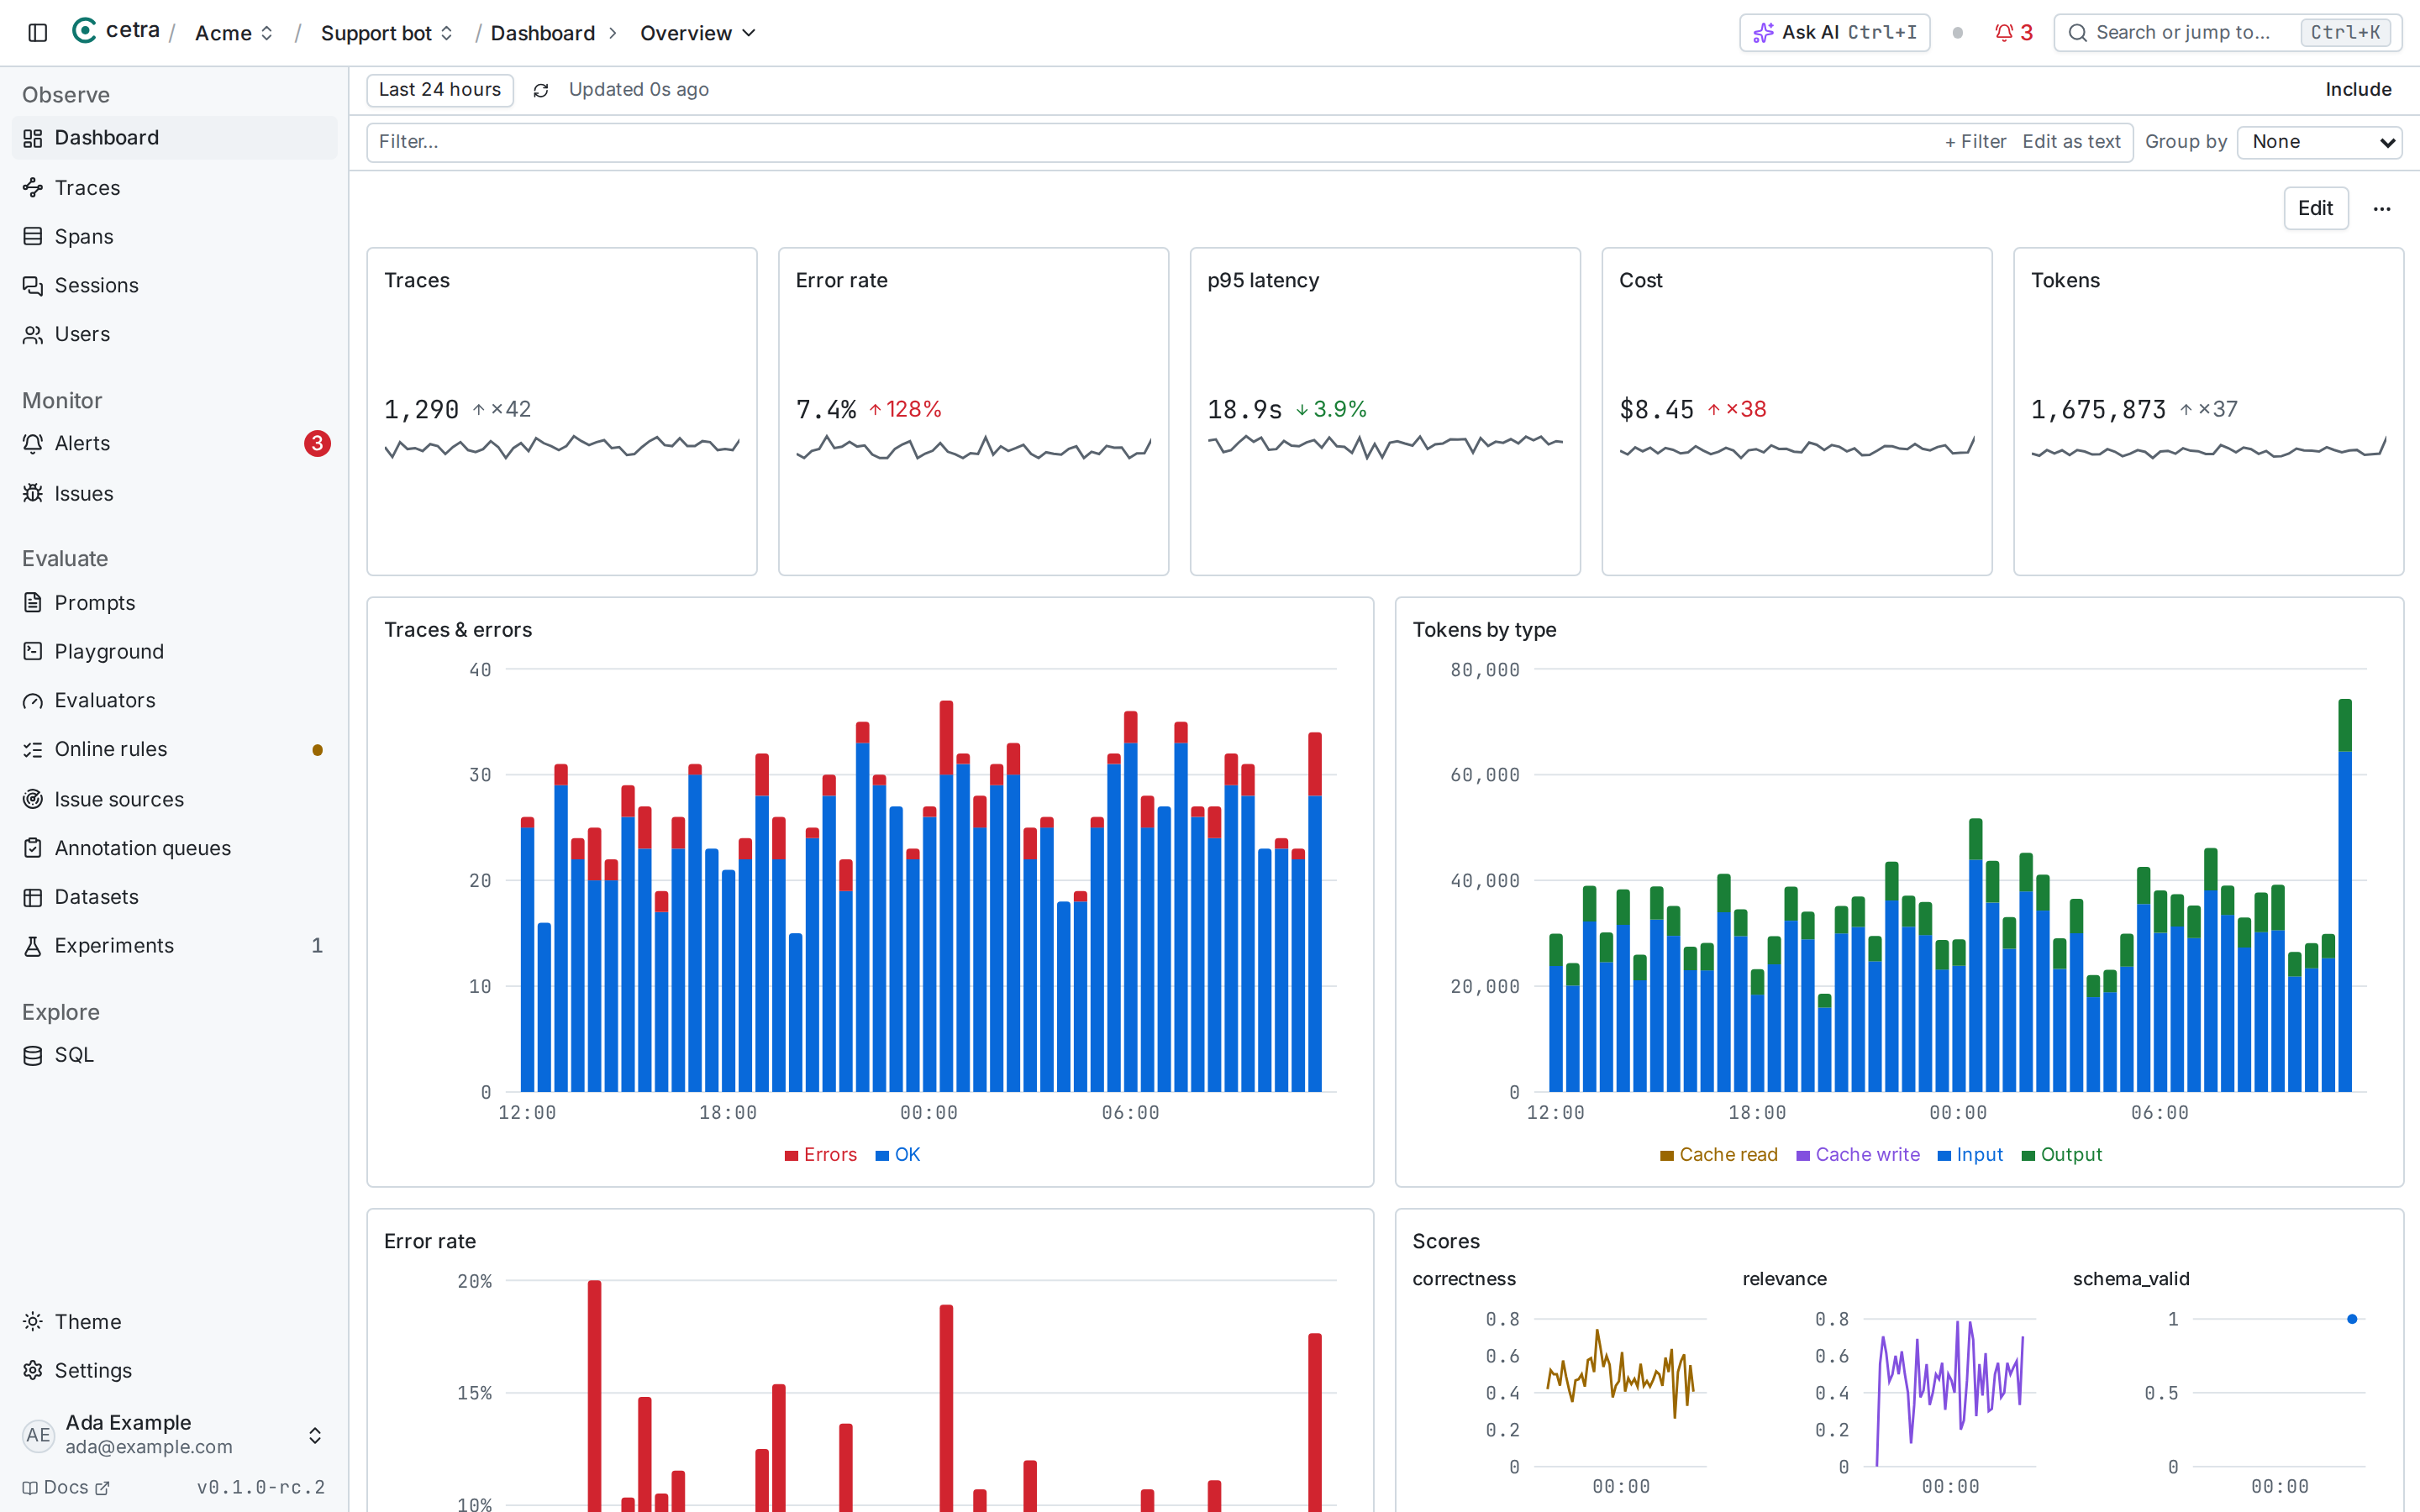 cetra / Acme / Support bot / Dashboard > Overview
Ask AI Ctrl+I
3
Search or jump to... Ctrl+K
Observe
Dashboard
Traces
Spans
Sessions
Users
Monitor
Alerts 3
Issues
Evaluate
Prompts
Playground
Evaluators
Online rules
Issue sources
Annotation queues
Datasets
Experiments 1
Explore
SQL
Theme
Settings
AE
Ada Example
ada@example.com
Docs v0.1.0-rc.2
Last 24 hours Updated 0s ago Include
Filter... + Filter Edit as text Group by None
Edit ...
Traces
1,290 ↑ ×42
Error rate
7.4% ↑ 128%
p95 latency
18.9s ↓ 3.9%
Cost
$8.45 ↑ ×38
Tokens
1,675,873 ↑ ×37
Traces & errors
40
30
20
10
0
12:00 18:00 00:00 06:00
Errors OK
Tokens by type
80,000
60,000
40,000
20,000
0
12:00 18:00 00:00 06:00
Cache read Cache write Input Output
Error rate
20%
15%
10%
Scores
correctness
0.8
0.6
0.4
0.2
0
00:00
relevance
0.8
0.6
0.4
0.2
0
00:00
schema_valid
1
0.5
0
00:00